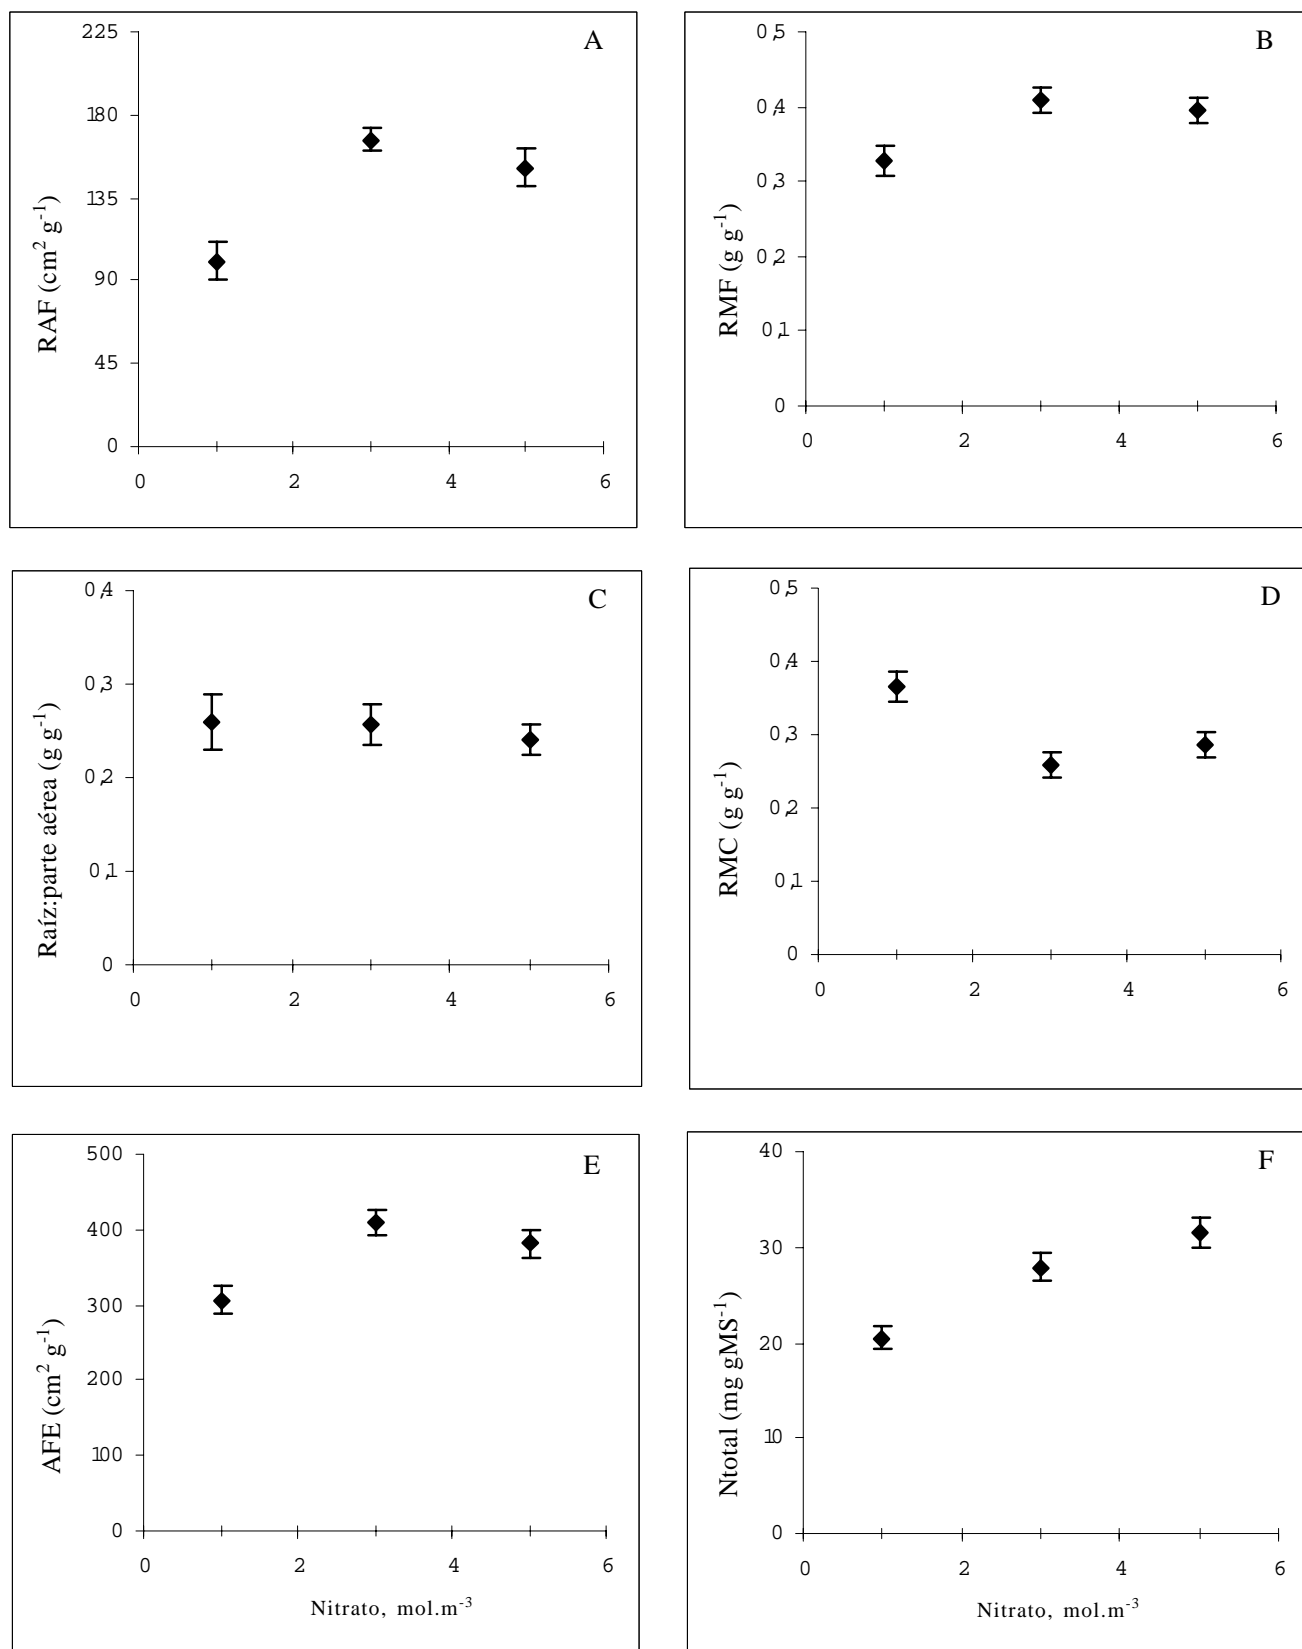 A
225
180
135
90
45
0
0 2 4 6
RAF (cm² g⁻¹)
B
0,5
0,4
0,3
0,2
0,1
0
0 2 4 6
RMF (g g⁻¹)
C
0,4
0,3
0,2
0,1
0
0 2 4 6
Raíz:parte aérea (g g⁻¹)
D
0,5
0,4
0,3
0,2
0,1
0
0 2 4 6
RMC (g g⁻¹)
E
500
400
300
200
100
0
0 2 4 6
AFE (cm² g⁻¹)
Nitrato, mol.m⁻³
F
40
30
20
10
0
0 2 4 6
Ntotal (mg gMS⁻¹)
Nitrato, mol.m⁻³